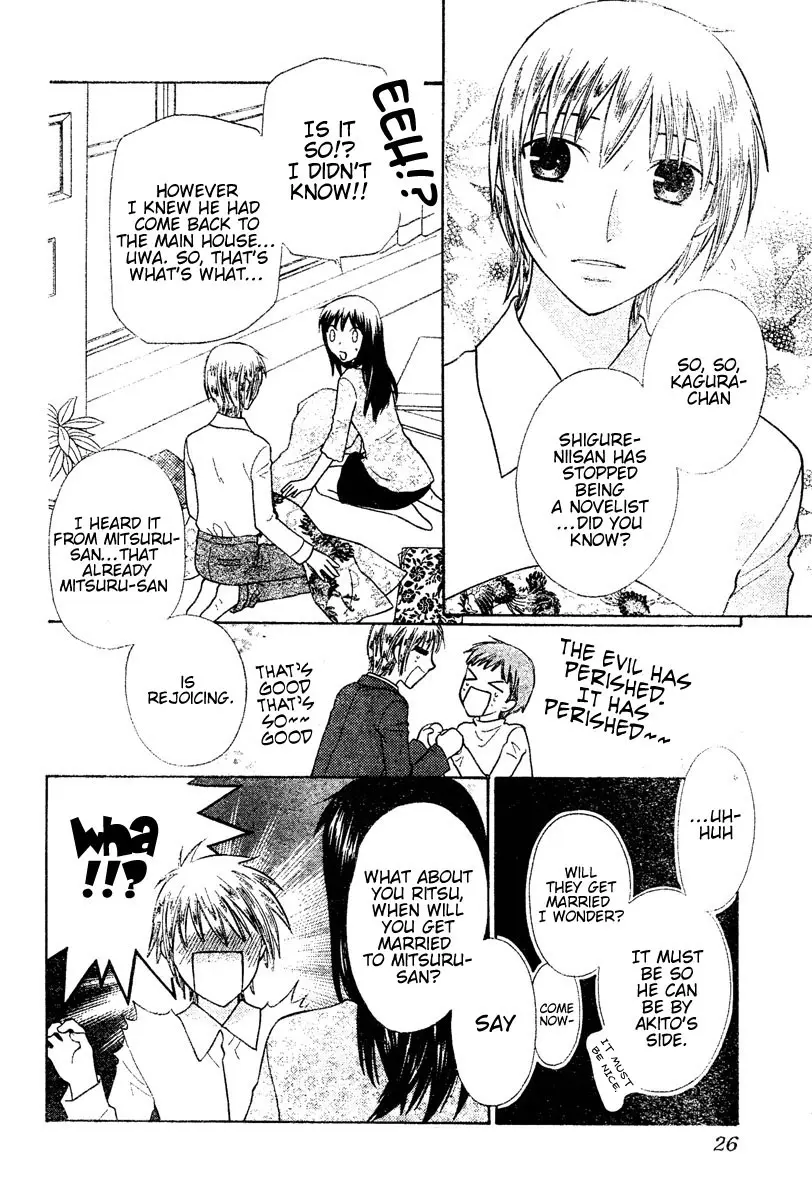 SO, SO,
KAGURA-
CHAN
SHIGURE-
NIISAN HAS
STOPPED
BEING
A NOVELIST
...DID YOU
KNOW?
EEH!?
IS IT
SO!?
I DIDN'T
KNOW!!
HOWEVER
I KNEW HE HAD
COME BACK TO
THE MAIN HOUSE...
UWA. SO, THAT'S
WHAT'S WHAT...
I HEARD IT
FROM MITSURU-
SAN...THAT
ALREADY
MITSURU-SAN
IS
REJOICING.
THE EVIL HAS
PERISHED.
IT HAS
PERISHED~~
THAT'S
GOOD
THAT'S
SO~~
GOOD
...UH-
HUH
WILL
THEY GET
MARRIED
I WONDER?
IT MUST
BE SO
HE CAN
BE BY
AKITO'S
SIDE.
IT MUST
BE NICE.
COME
NOW-
SAY
WHAT ABOUT
YOU RITSU,
WHEN WILL
YOU GET
MARRIED
TO MITSURU-
SAN?
Wha
!!?
26